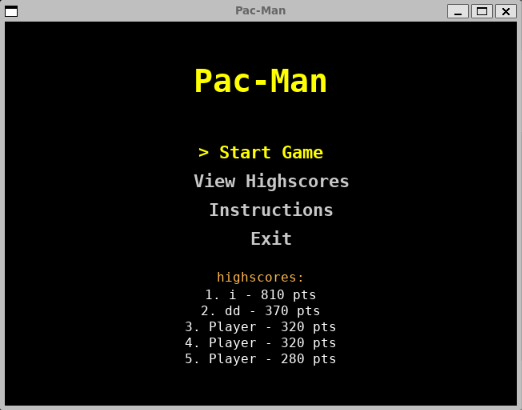 Pac-Man
Pac-Man
> Start Game
View Highscores
Instructions
Exit
highscores:
1. i - 810 pts
2. dd - 370 pts
3. Player - 320 pts
4. Player - 320 pts
5. Player - 280 pts